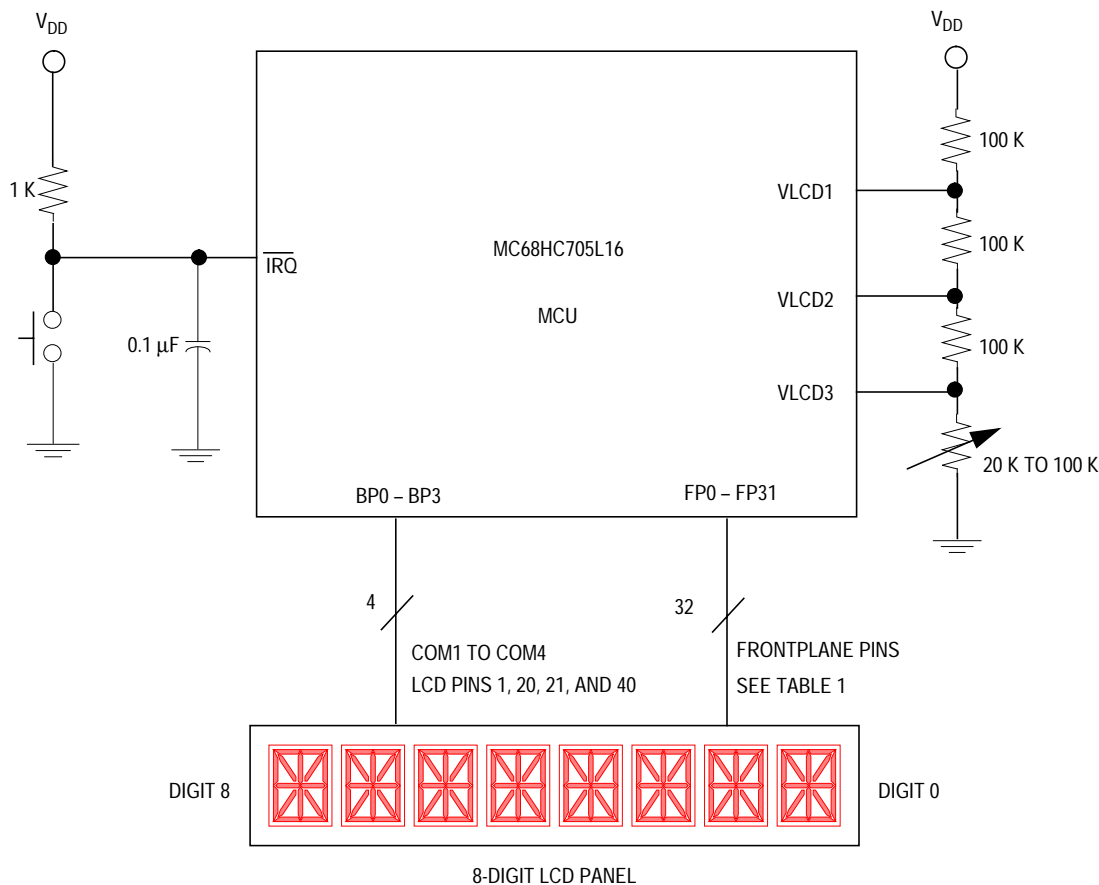 VDD
VDD
100 K
1 K
VLCD1
MC68HC705L16
100 K
IRQ
VLCD2
MCU
0.1 μF
100 K
VLCD3
20 K TO 100 K
BP0 – BP3
FP0 – FP31
4
32
COM1 TO COM4
LCD PINS 1, 20, 21, AND 40
FRONTPLANE PINS
SEE TABLE 1
DIGIT 8
DIGIT 0
8-DIGIT LCD PANEL